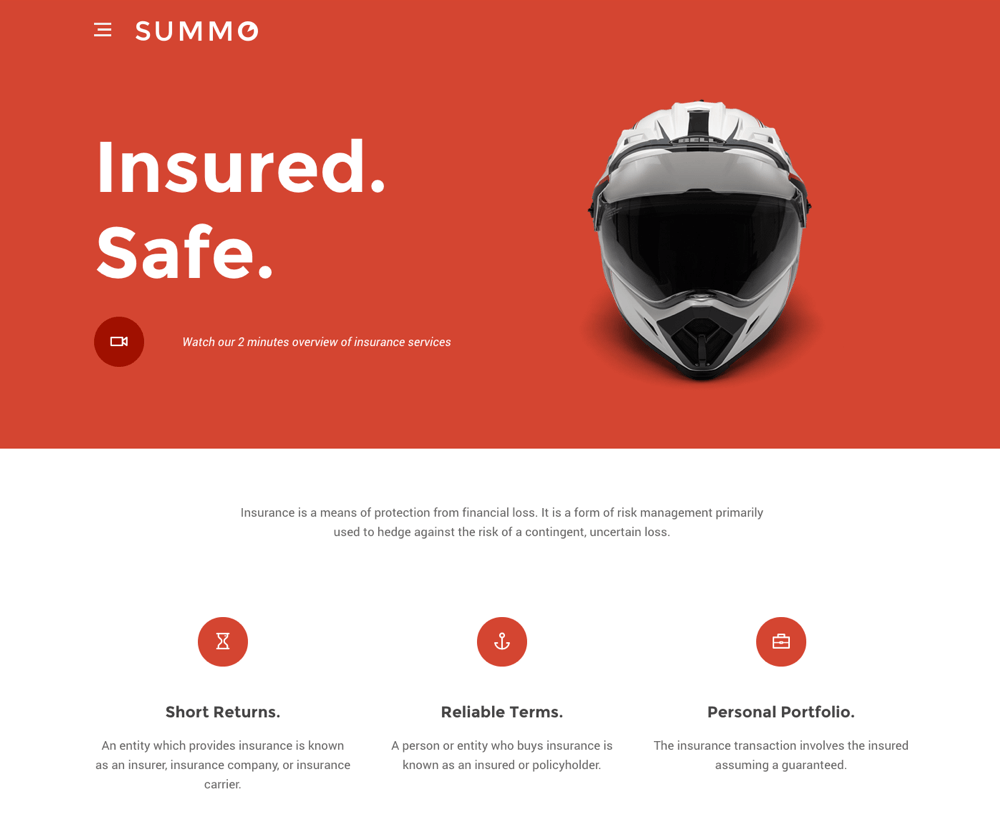 SUMMO
BELL
Insured.
Safe.
Watch our 2 minutes overview of insurance services
Insurance is a means of protection from financial loss. It is a form of risk management primarily
used to hedge against the risk of a contingent, uncertain loss.
Short Returns.
An entity which provides insurance is known
as an insurer, insurance company, or insurance
carrier.
Reliable Terms.
A person or entity who buys insurance is
known as an insured or policyholder.
Personal Portfolio.
The insurance transaction involves the insured
assuming a guaranteed.